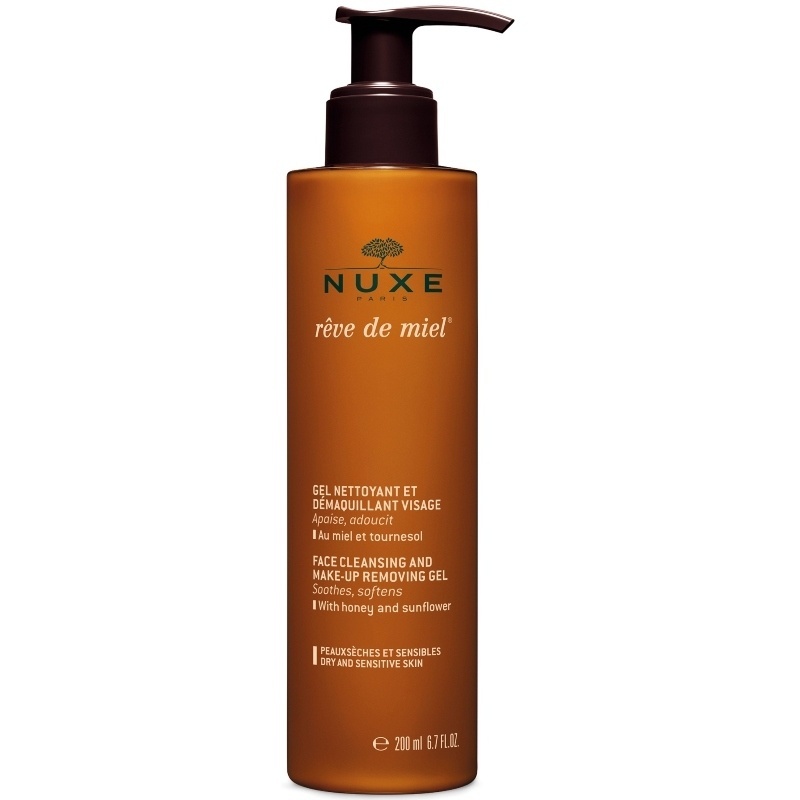 NUXE
PARIS
rêve de miel®
GEL NETTOYANT ET
DÉMAQUILLANT VISAGE
Apaise, adoucit
Au miel et tournesol
FACE CLEANSING AND
MAKE-UP REMOVING GEL
Soothes, softens
With honey and sunflower
PEAUXSÈCHES ET SENSIBLES
DRY AND SENSITIVE SKIN
℮ 200 ml 6.7 FL.OZ.